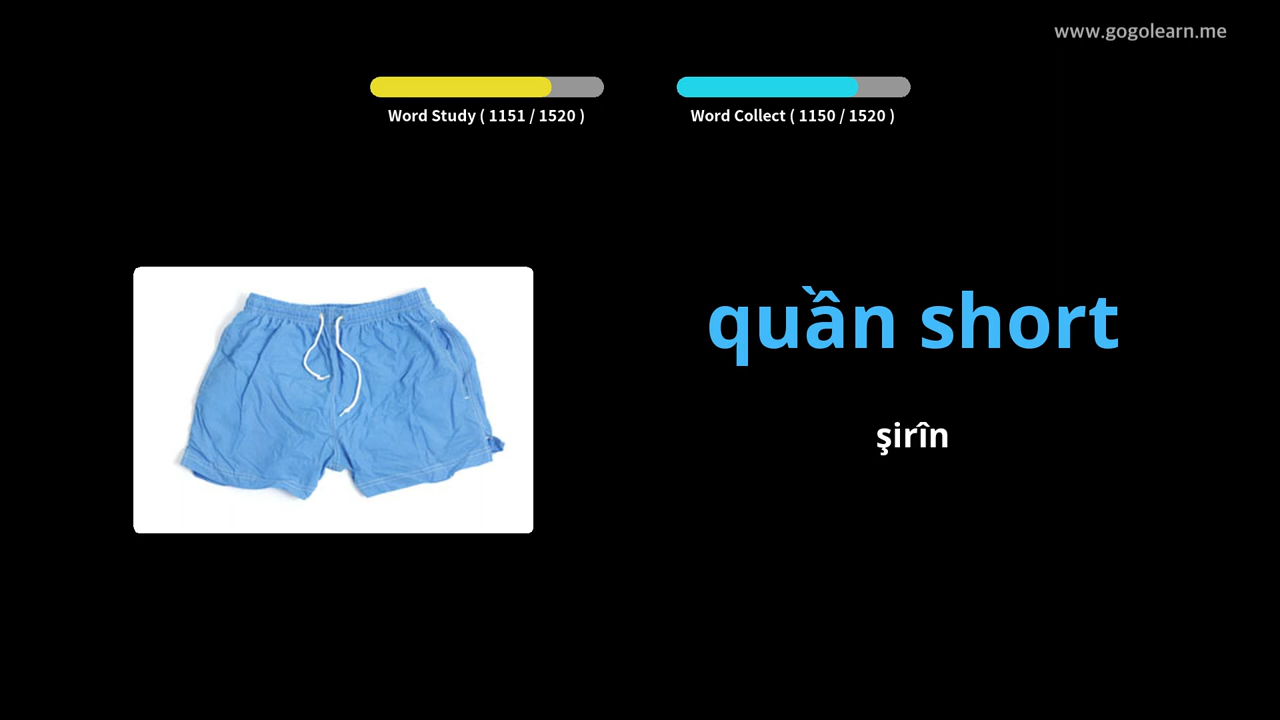 www.gogolearn.me
Word Study ( 1151 / 1520 )
Word Collect ( 1150 / 1520 )
quần short
şirîn